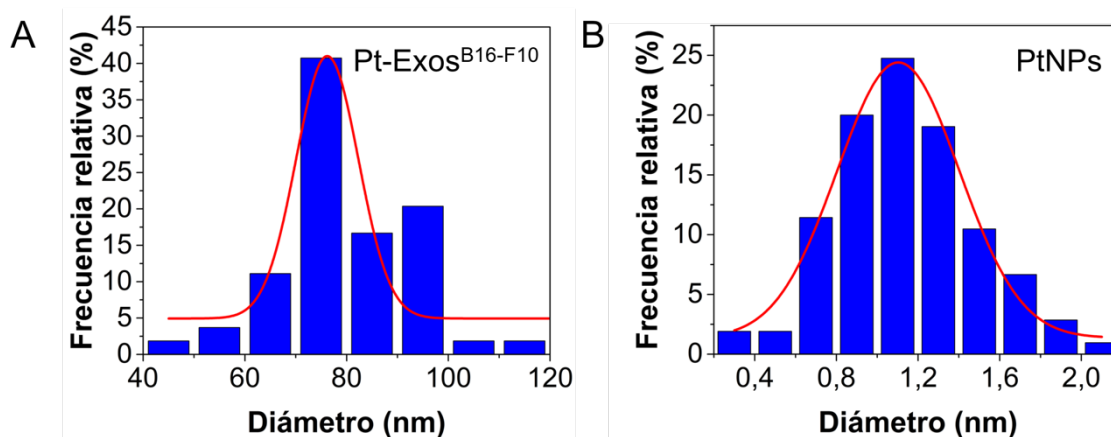 A
Pt-Exos^B16-F10
Frecuencia relativa (%)
45
40
35
30
25
20
15
10
5
0
40 60 80 100 120
Diámetro (nm)
B
PtNPs
Frecuencia relativa (%)
25
20
15
10
5
0
0,4 0,8 1,2 1,6 2,0
Diámetro (nm)